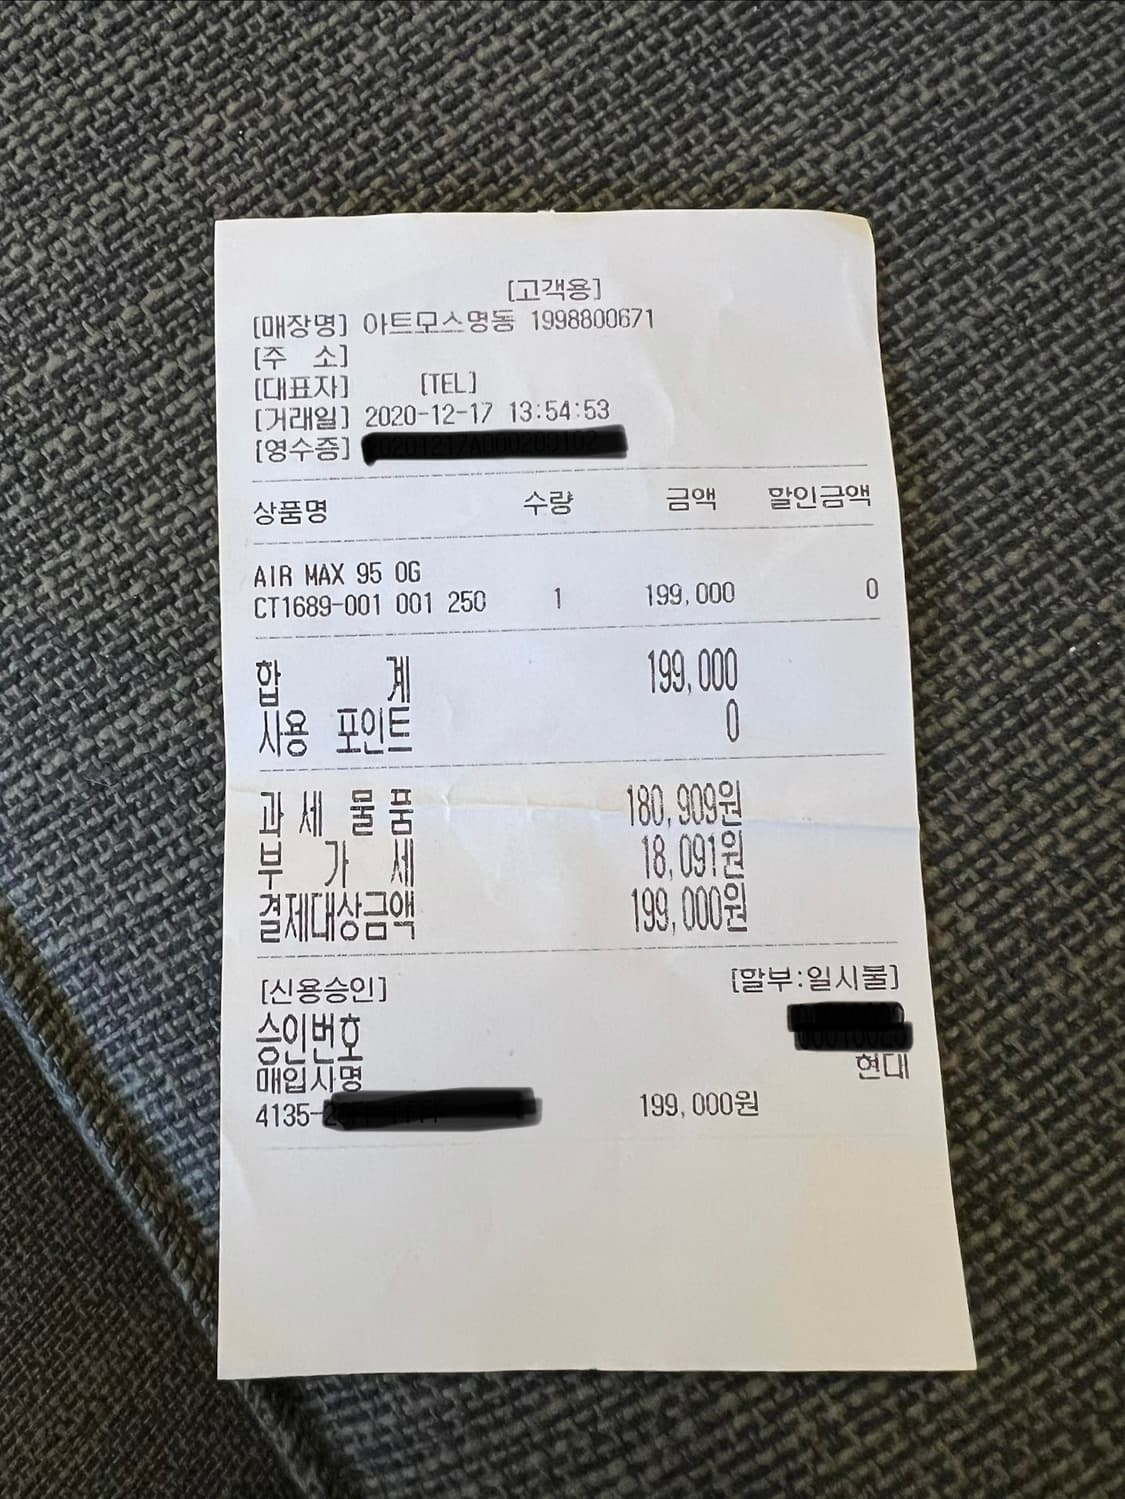 [고객용]
[매장명] 아트모스명동 1998800671
[주 소]
[대표자] [TEL]
[거래일] 2020-12-17 13:54:53
[영수증]
상품명 수량 금액 할인금액
AIR MAX 95 OG
CT1689-001 001 250 1 199,000 0
합 계 199,000
사용 포인트 0
과 세 물 품 180,909원
부 가 세 18,091원
결제대상금액 199,000원
[신용승인] [할부:일시불]
승인번호
매입사명 현대
4135- 199,000원